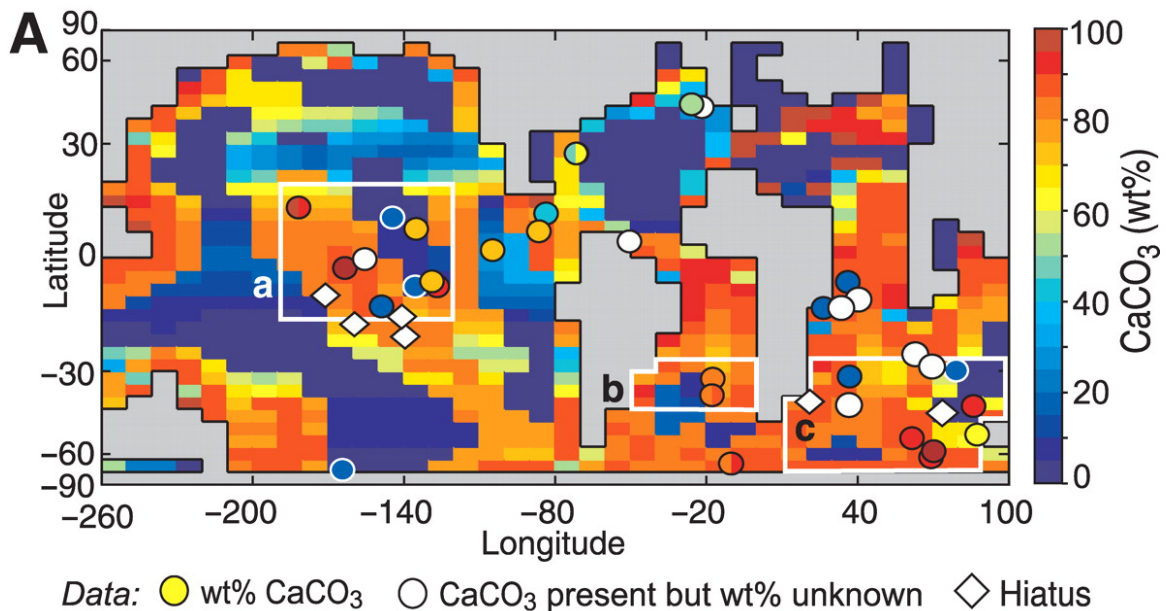 A
90
60
30
0
−30
−60
−90
Latitude
a
b
c
−260
−200
−140
−80
−20
40
100
Longitude
100
80
60
40
20
0
CaCO₃ (wt%)
Data: wt% CaCO₃ CaCO₃ present but wt% unknown Hiatus